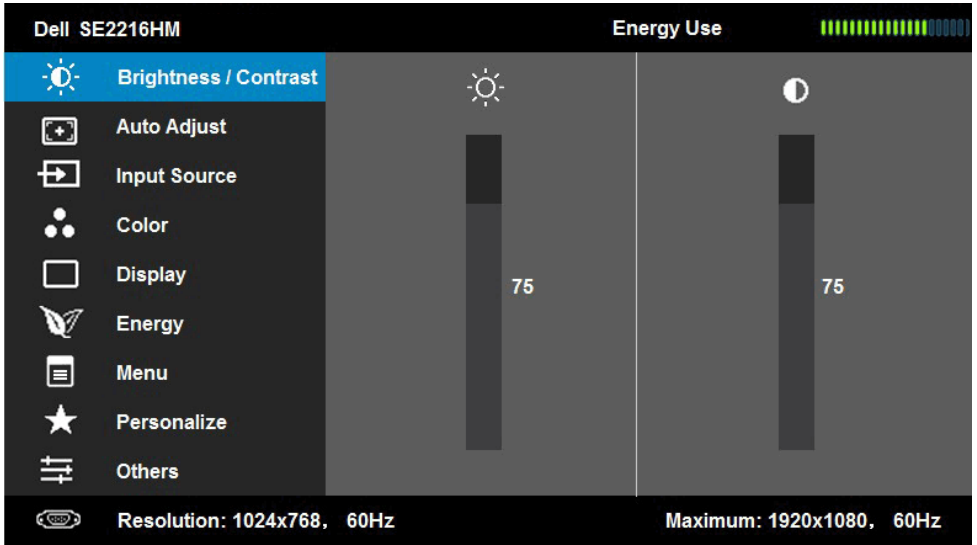 Dell SE2216HM
Energy Use
Brightness / Contrast
Auto Adjust
Input Source
Color
Display
75
75
Energy
Menu
Personalize
Others
Resolution: 1024x768， 60Hz
Maximum: 1920x1080， 60Hz